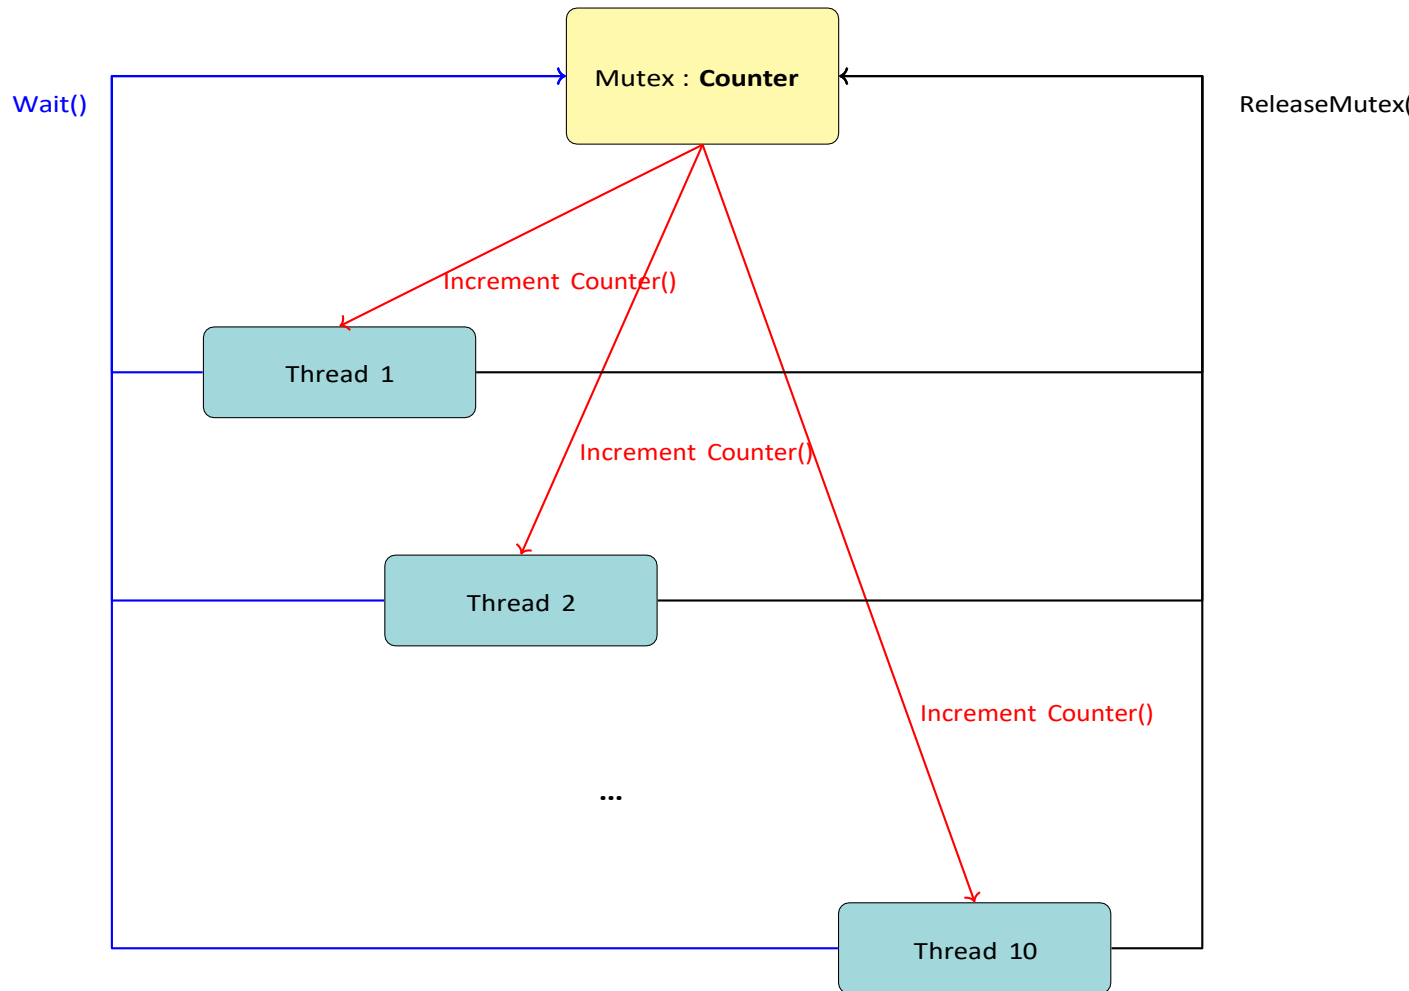 Mutex : Counter
Wait()
ReleaseMutex(
Increment Counter()
Thread 1
Increment Counter()
Thread 2
Increment Counter()
...
Thread 10